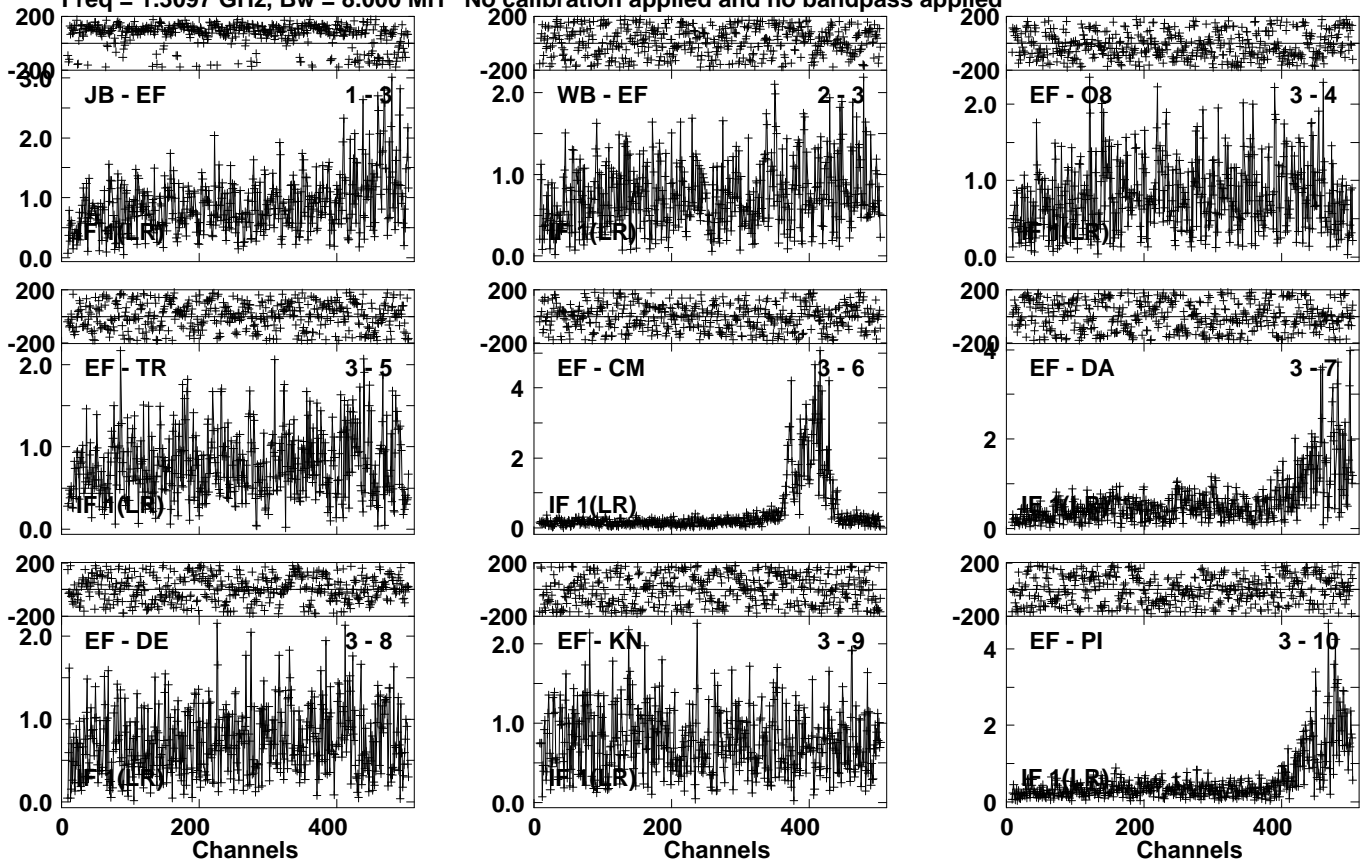 Freq = 1.5097 GHz, Bw = 8.000 MH No calibration applied and no bandpass applied
200
-200
3.0
2.0
1.0
0.0
JB - EF
1 - 3
IF 1(LR)
200
-200
2.0
1.0
0.0
WB - EF
2 - 3
IF 1(LR)
200
-200
2.0
1.0
0.0
EF - O8
3 - 4
IF 1(LR)
200
-200
2.0
1.0
0.0
EF - TR
3 - 5
IF 1(LR)
200
-200
4
2
0
EF - CM
3 - 6
IF 1(LR)
200
-200
4
2
0
EF - DA
3 - 7
IF 1(LR)
200
-200
2.0
1.0
0.0
EF - DE
3 - 8
IF 1(LR)
0 200 400
Channels
200
-200
2.0
1.0
0.0
EF - KN
3 - 9
IF 1(LR)
0 200 400
Channels
200
-200
4
2
0
EF - PI
3 - 10
IF 1(LR)
0 200 400
Channels